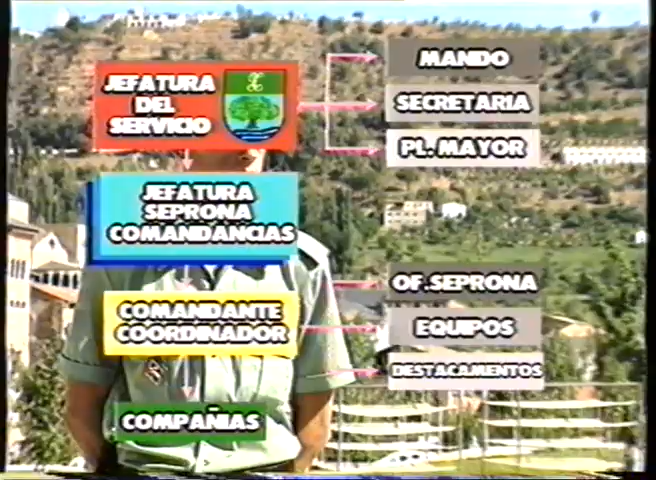 JEFATURA
DEL
SERVICIO
MANDO
SECRETARIA
PL. MAYOR
JEFATURA
SEPRONA
COMANDANCIAS
COMANDANTE
COORDINADOR
OF. SEPRONA
EQUIPOS
DESTACAMENTOS
COMPAÑIAS